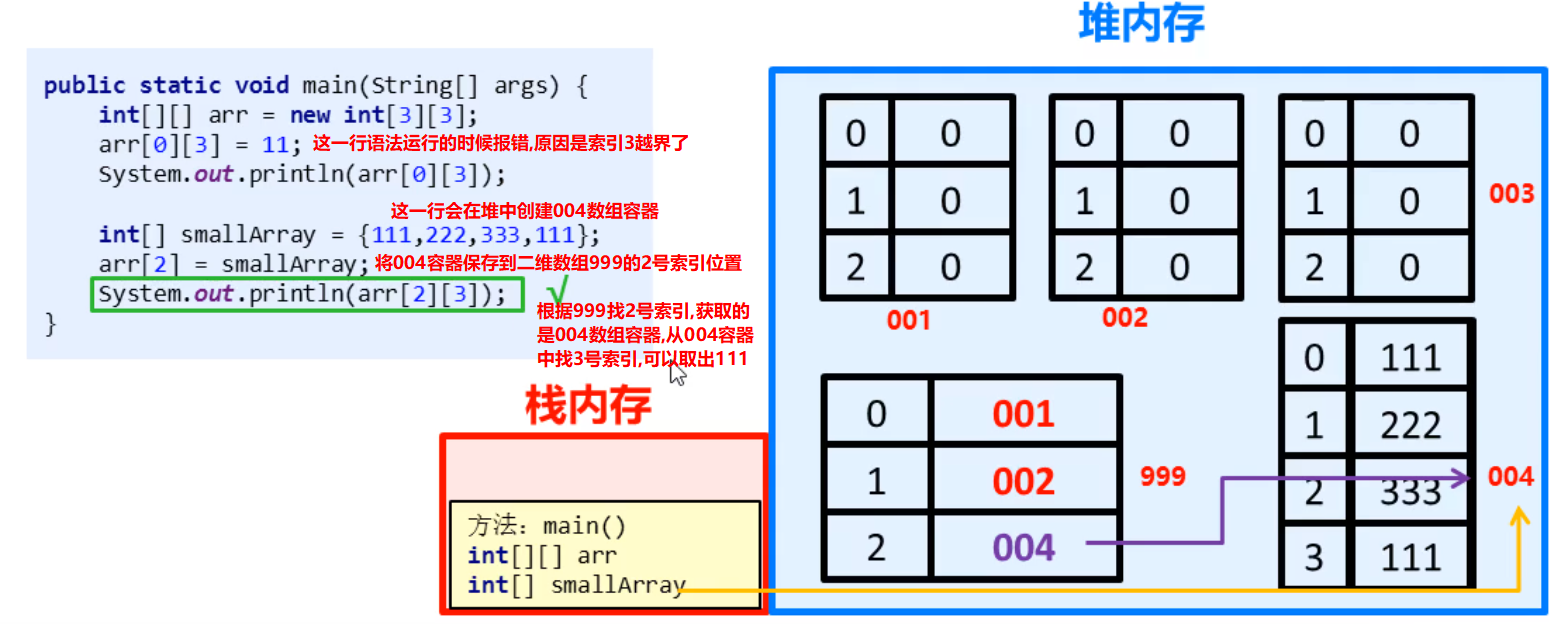 堆内存
public static void main(String[] args) {
int[][] arr = new int[3][3];
arr[0][3] = 11; 这一行语法运行的时候报错,原因是索引3越界了
System.out.println(arr[0][3]);
这一行会在堆中创建004数组容器
int[] smallArray = {111,222,333,111};
arr[2] = smallArray; 将004容器保存到二维数组999的2号索引位置
System.out.println(arr[2][3]); √
}
根据999找2号索引,获取的
是004数组容器,从004容器
中找3号索引,可以取出111
栈内存
方法: main()
int[][] arr
int[] smallArray
0 0
1 0
2 0
001
0 0
1 0
2 0
002
0 0
1 0
2 0
003
0 001
1 002
2 004
999
0 111
1 222
2 333
3 111
004